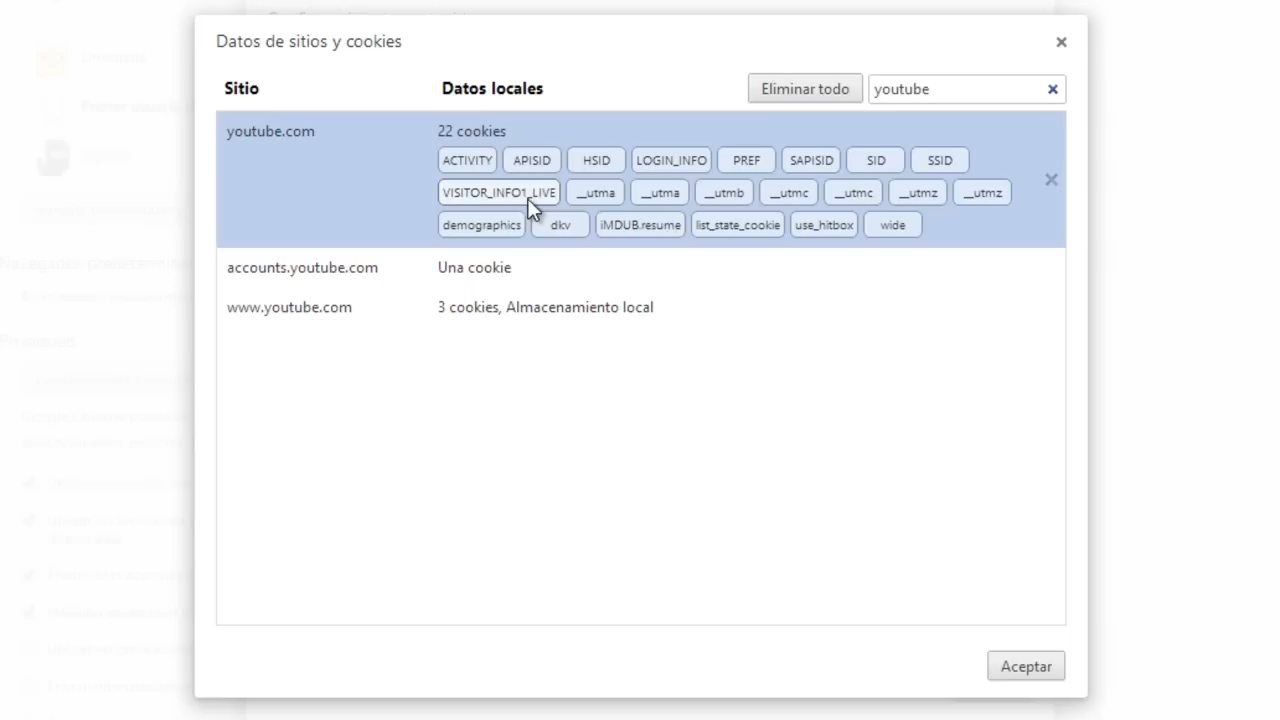 Datos de sitios y cookies
Sitio Datos locales Eliminar todo youtube
youtube.com 22 cookies
ACTIVITY APISID HSID LOGIN_INFO PREF SAPISID SID SSID
VISITOR_INFO1_LIVE __utma __utma __utmb __utmc __utmc __utmz __utmz
demographics dkv iMDUB.resume list_state_cookie use_hitbox wide
accounts.youtube.com Una cookie
www.youtube.com 3 cookies, Almacenamiento local
Aceptar